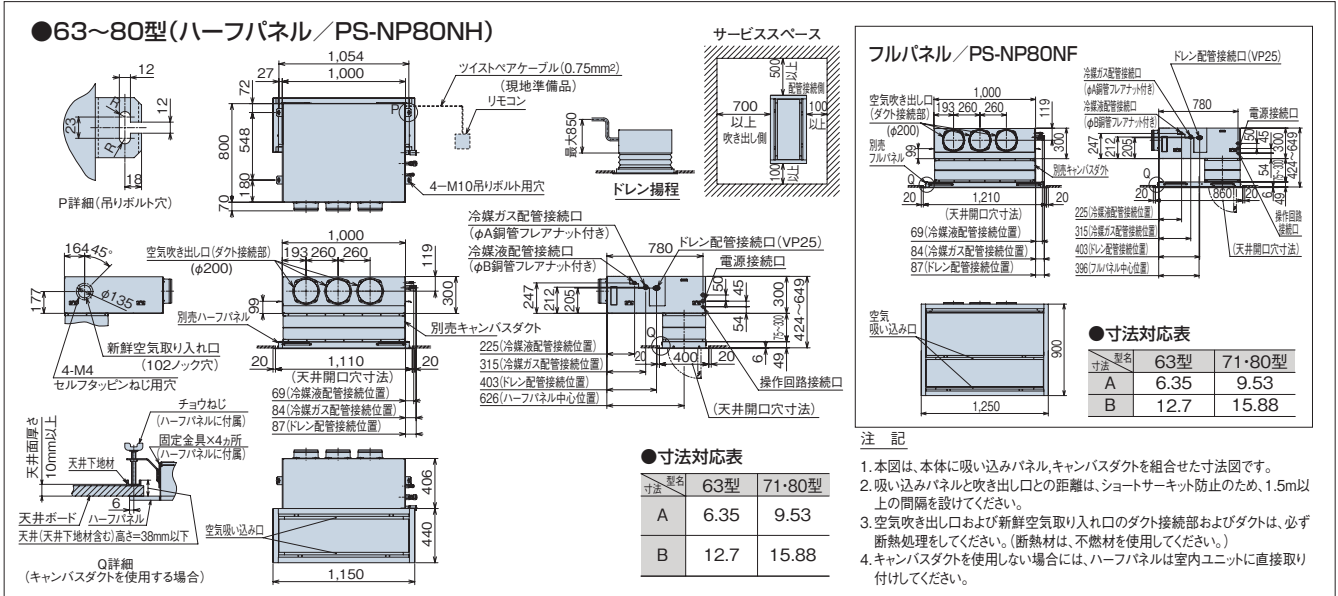 ●63〜80型(ハーフパネル／PS-NP80NH)
12
12
23
R
R
18
P詳細(吊りボルト穴)
1,054
1,000
27
72
800
548
180
70
P
4−M10吊りボルト用穴
ツイストペアケーブル(0.75mm²)
(現地準備品)
リモコン
最大850
ドレン揚程
サービススペース
500以上
配管接続側
700
以上
吹き出し側
100
以上
100以上
164
45°
177
φ135
新鮮空気取り入れ口
(102ノック穴)
4-M4
セルフタッピンねじ用穴
空気吹き出し口(ダクト接続部)
(φ200)
1,000
193
260
260
119
300
99
別売ハーフパネル
別売キャンバスダクト
20
1,110
20
(天井開口穴寸法)
69(冷媒液配管接続位置)
84(冷媒ガス配管接続位置)
87(ドレン配管接続位置)
冷媒ガス配管接続口
(φA銅管フレアナット付き)
冷媒液配管接続口
(φB銅管フレアナット付き)
780
ドレン配管接続口(VP25)
電源接続口
247
212
205
50
45
54
300
75〜300
424〜649
6
49
Q
20
400
20
225(冷媒液配管接続位置)
315(冷媒ガス配管接続位置)
403(ドレン配管接続位置)
626(ハーフパネル中心位置)
操作回路接続口
(天井開口穴寸法)
天井面厚さ
10mm以上
チョウねじ
(ハーフパネルに付属)
固定金具×4ヵ所
(ハーフパネルに付属)
天井下地材
6
天井ボード
ハーフパネル
天井(天井下地材含む)高さ=38mm以下
Q詳細
(キャンバスダクトを使用する場合)
空気吸い込み口
406
440
1,150
●寸法対応表
寸法 型名 63型 71・80型
A 6.35 9.53
B 12.7 15.88
フルパネル／PS-NP80NF
空気吹き出し口
(ダクト接続部)
(φ200)
1,000
193
260
260
119
300
99
別売
フルパネル
別売キャンバスダクト
Q
20
1,210
20
(天井開口穴寸法)
69(冷媒液配管接続位置)
84(冷媒ガス配管接続位置)
87(ドレン配管接続位置)
ドレン配管接続口(VP25)
冷媒ガス配管接続口
(φA銅管フレアナット付き)
冷媒液配管接続口
(φB銅管フレアナット付き)
780
電源接続口
247
212
205
50
45
54
300
75〜300
424〜649
6
49
Q
20
860
20
操作回路
接続口
225(冷媒液配管接続位置)
315(冷媒ガス配管接続位置)
403(ドレン配管接続位置)
396(フルパネル中心位置)
(天井開口穴寸法)
空気
吸い込み口
900
1,250
●寸法対応表
寸法 型名 63型 71・80型
A 6.35 9.53
B 12.7 15.88
注 記
1. 本図は、本体に吸い込みパネル,キャンバスダクトを組合せた寸法図です。
2. 吸い込みパネルと吹き出し口との距離は、ショートサーキット防止のため、1.5m以
上の間隔を設けてください。
3. 空気吹き出し口および新鮮空気取り入れ口のダクト接続部およびダクトは、必ず
断熱処理をしてください。(断熱材は、不燃材を使用してください。)
4. キャンバスダクトを使用しない場合には、ハーフパネルは室内ユニットに直接取り
付けしてください。